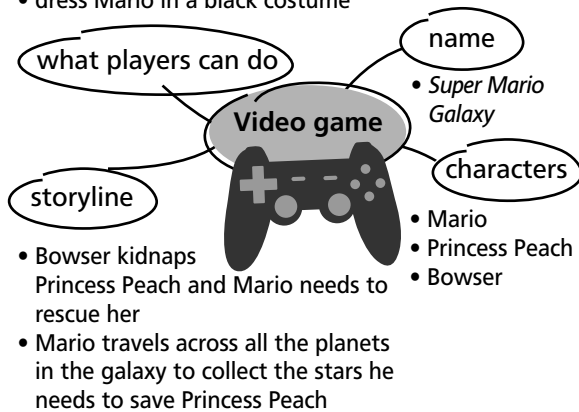 • dress Mario in a black costume
what players can do
name
• Super Mario
Galaxy
Video game
characters
• Mario
• Princess Peach
• Bowser
storyline
• Bowser kidnaps
Princess Peach and Mario needs to
rescue her
• Mario travels across all the planets
in the galaxy to collect the stars he
needs to save Princess Peach